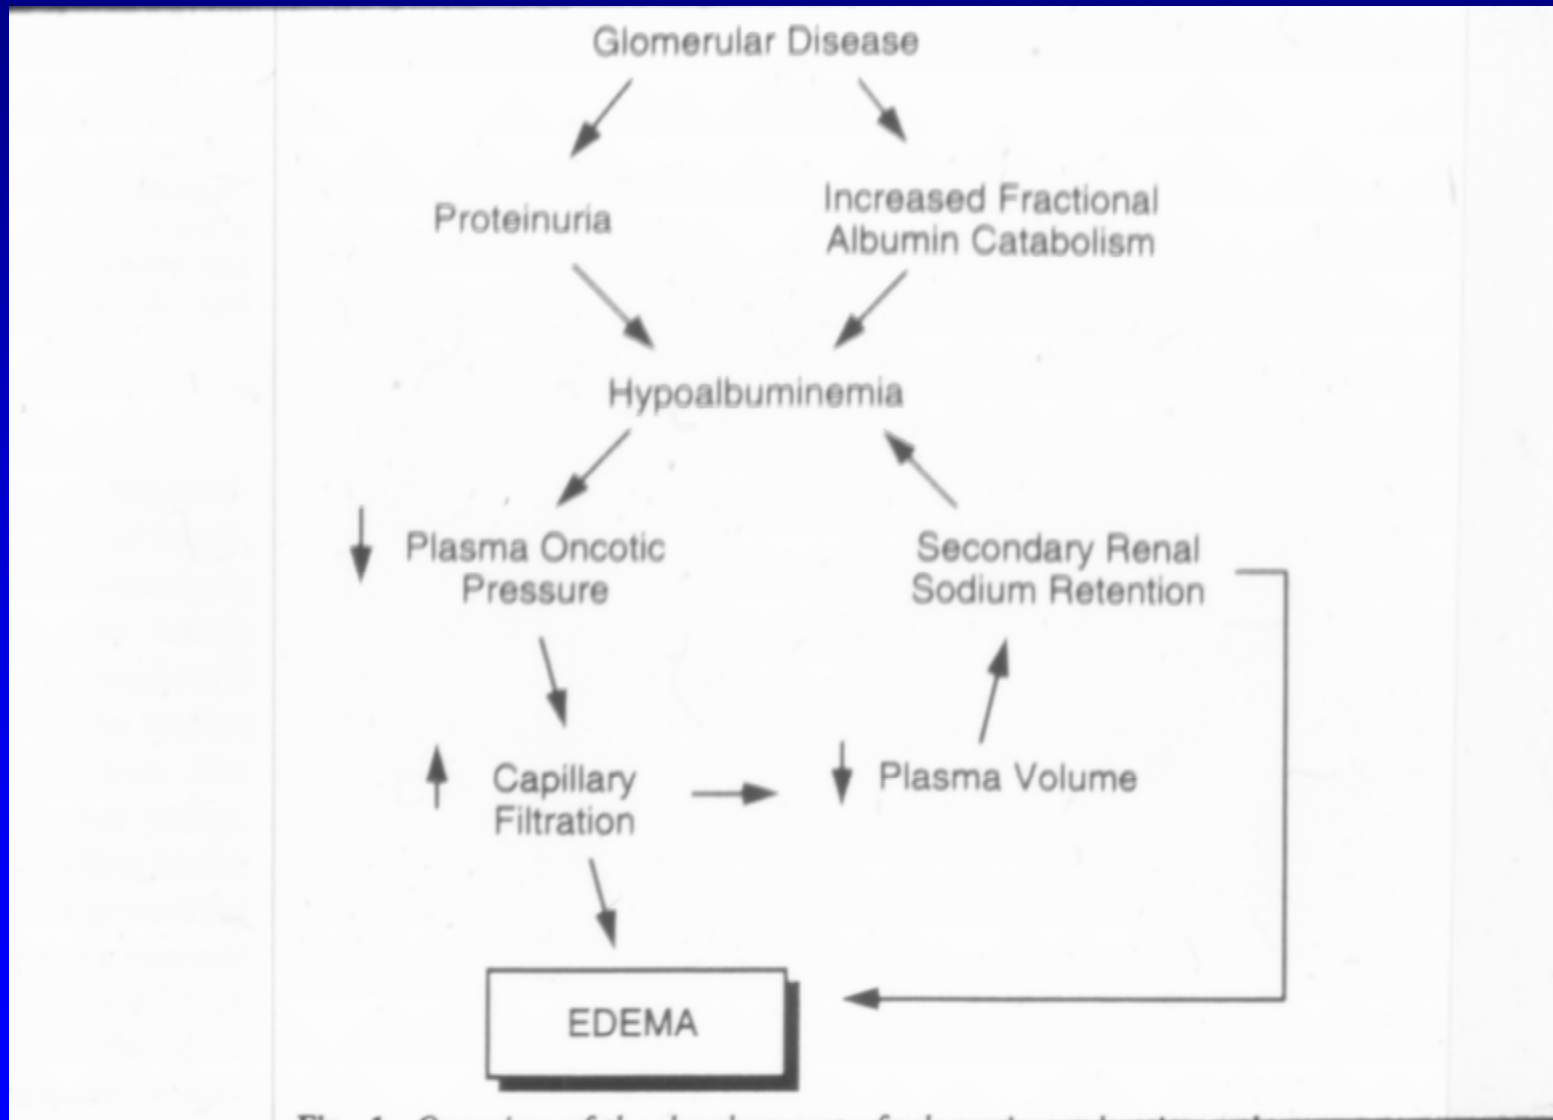 Glomerular Disease
Proteinuria
Increased Fractional
Albumin Catabolism
Hypoalbuminemia
Plasma Oncotic
Pressure
Secondary Renal
Sodium Retention
Capillary
Filtration
Plasma Volume
EDEMA